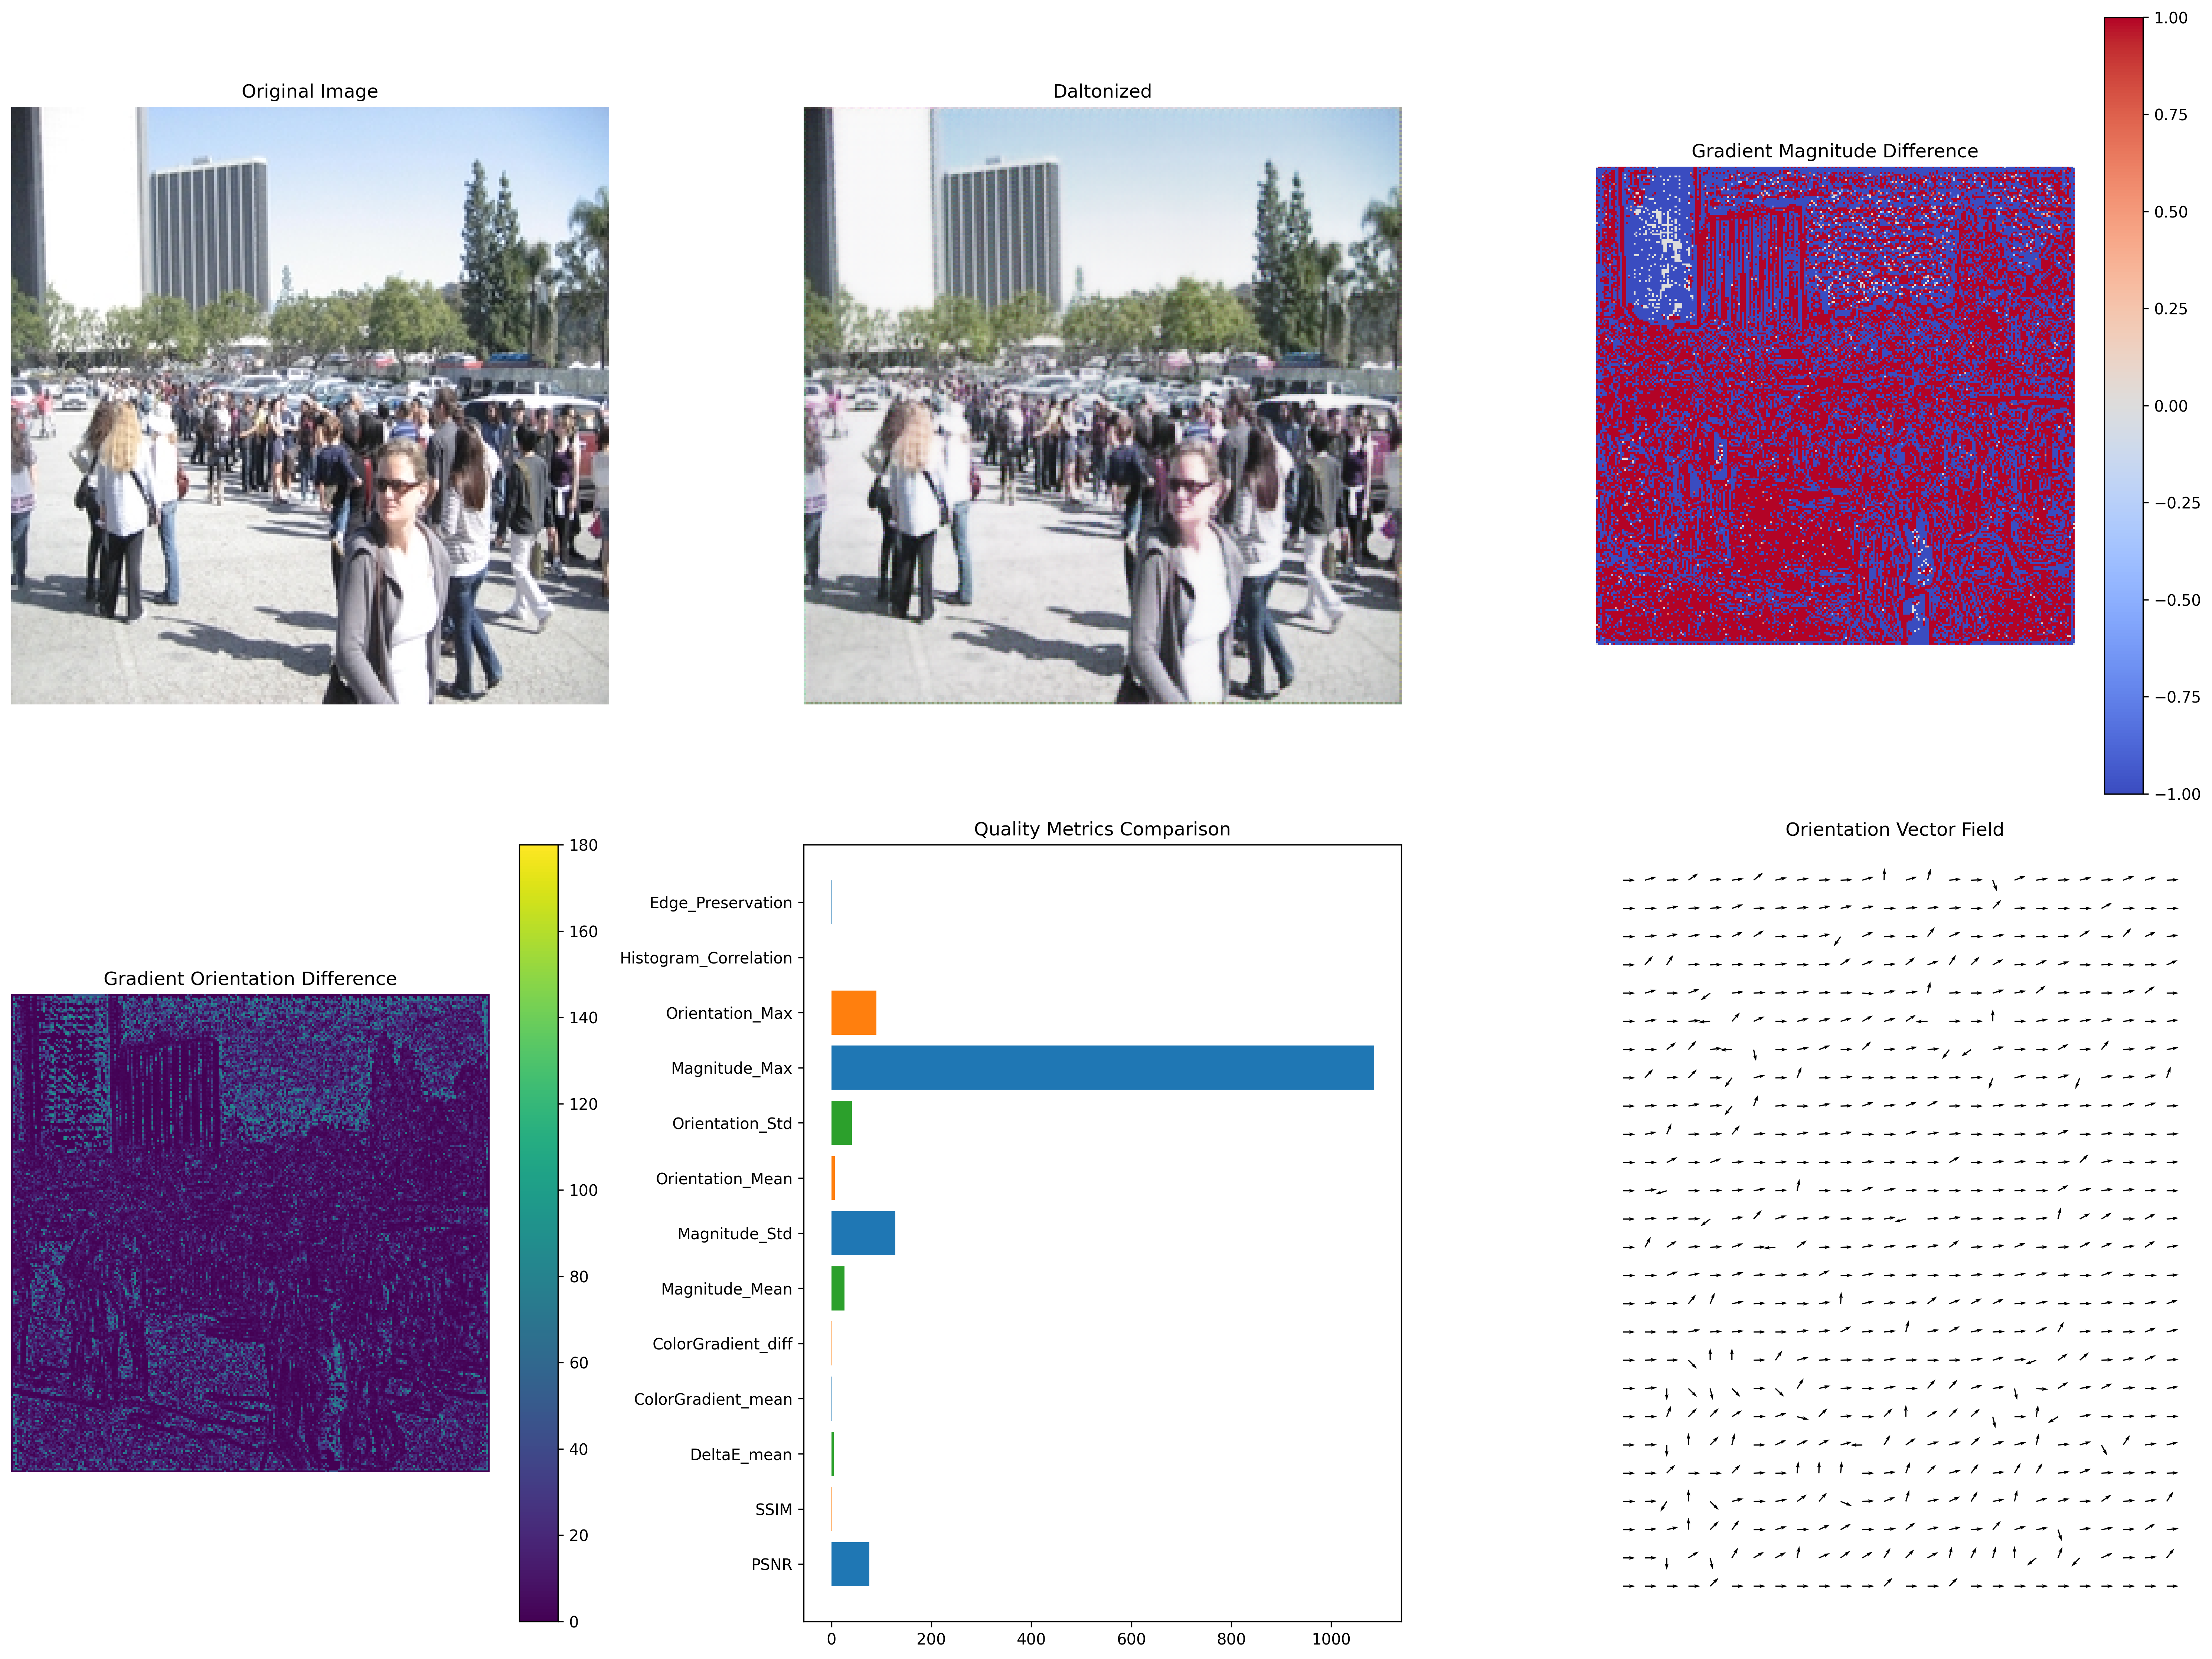 Original Image
Daltonized
Gradient Magnitude Difference
1.00
0.75
0.50
0.25
0.00
−0.25
−0.50
−0.75
−1.00
Gradient Orientation Difference
180
160
140
120
100
80
60
40
20
0
Quality Metrics Comparison
Edge_Preservation
Histogram_Correlation
Orientation_Max
Magnitude_Max
Orientation_Std
Orientation_Mean
Magnitude_Std
Magnitude_Mean
ColorGradient_diff
ColorGradient_mean
DeltaE_mean
SSIM
PSNR
0 200 400 600 800 1000
Orientation Vector Field